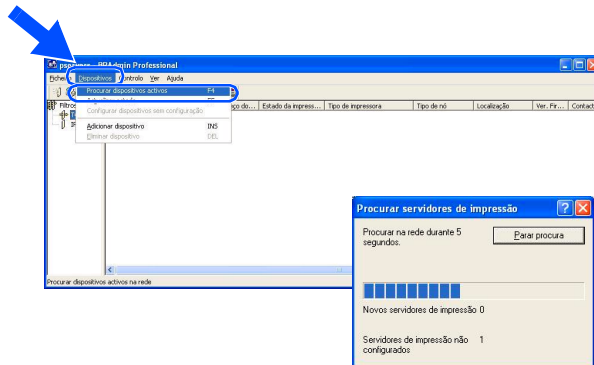 BRAdmin Professional
Dispositivos Controlo Ver Ajuda
Procurar dispositivos activos F4
Configurar dispositivos sem configuração
Adicionar dispositivo INS
Eliminar dispositivo DEL
Filtros
Estado da impress... Tipo de impressora Tipo de nó Localização Ver. Fir... Contact
Procurar dispositivos activos na rede
Procurar servidores de impressão
Procurar na rede durante 5
segundos.
Parar procura
Novos servidores de impressão 0
Servidores de impressão não 1
configurados